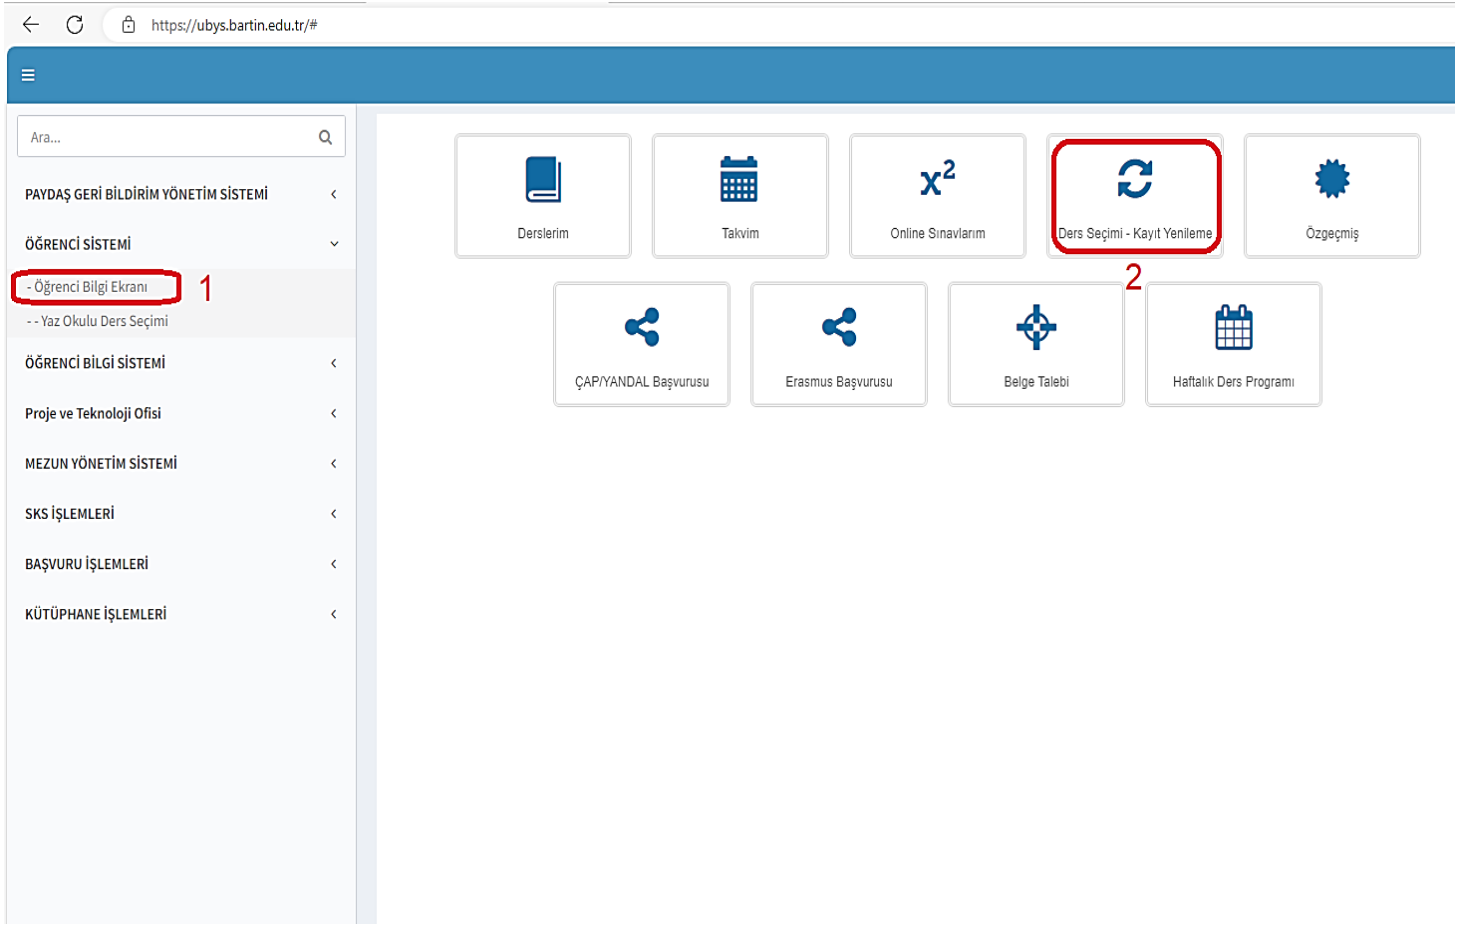 https://ubys.bartin.edu.tr/#
Ara...
PAYDAŞ GERİ BİLDİRİM YÖNETİM SİSTEMİ
ÖĞRENCİ SİSTEMİ
- Öğrenci Bilgi Ekranı 1
- - Yaz Okulu Ders Seçimi
ÖĞRENCİ BİLGİ SİSTEMİ
Proje ve Teknoloji Ofisi
MEZUN YÖNETİM SİSTEMİ
SKS İŞLEMLERİ
BAŞVURU İŞLEMLERİ
KÜTÜPHANE İŞLEMLERİ
x²
Derslerim
Takvim
Online Sınavlarım
Ders Seçimi - Kayıt Yenileme
Özgeçmiş
2
ÇAP/YANDAL Başvurusu
Erasmus Başvurusu
Belge Talebi
Haftalık Ders Programı